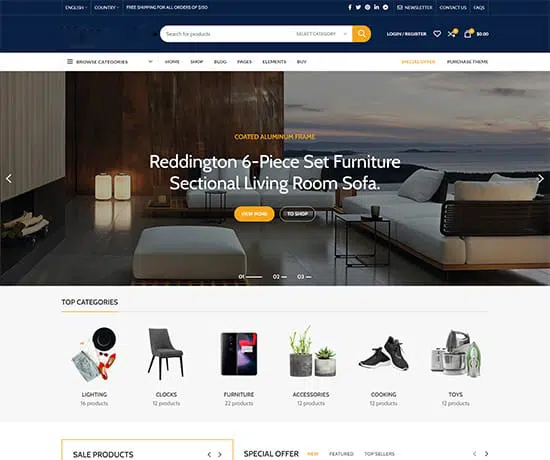 ENGLISH COUNTRY FREE SHIPPING FOR ALL ORDERS OF $150 NEWSLETTER CONTACT US FAQS
Search for products SELECT CATEGORY LOGIN / REGISTER 0 0 $0.00
BROWSE CATEGORIES HOME SHOP BLOG PAGES ELEMENTS BUY SPECIAL OFFER PURCHASE THEME
COATED ALUMINUM FRAME
Reddington 6-Piece Set Furniture
Sectional Living Room Sofa.
VIEW MORE TO SHOP
01 02 03
TOP CATEGORIES
LIGHTING CLOCKS FURNITURE ACCESSORIES COOKING TOYS
16 products 12 products 22 products 12 products 12 products 12 products
SALE PRODUCTS SPECIAL OFFER NEW FEATURED TOP SELLERS